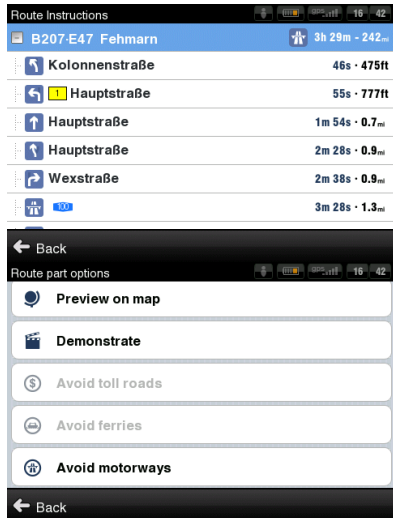 Route Instructions GPS 16 42
B207-E47 Fehmarn 3h 29m - 242mi
Kolonnenstraße 46s · 475ft
1 Hauptstraße 55s · 777ft
Hauptstraße 1m 54s · 0.7mi
Hauptstraße 2m 28s · 0.9mi
Wexstraße 2m 38s · 0.9mi
100 3m 28s · 1.3mi
Back
Route part options GPS 16 42
Preview on map
Demonstrate
$ Avoid toll roads
Avoid ferries
Avoid motorways
Back